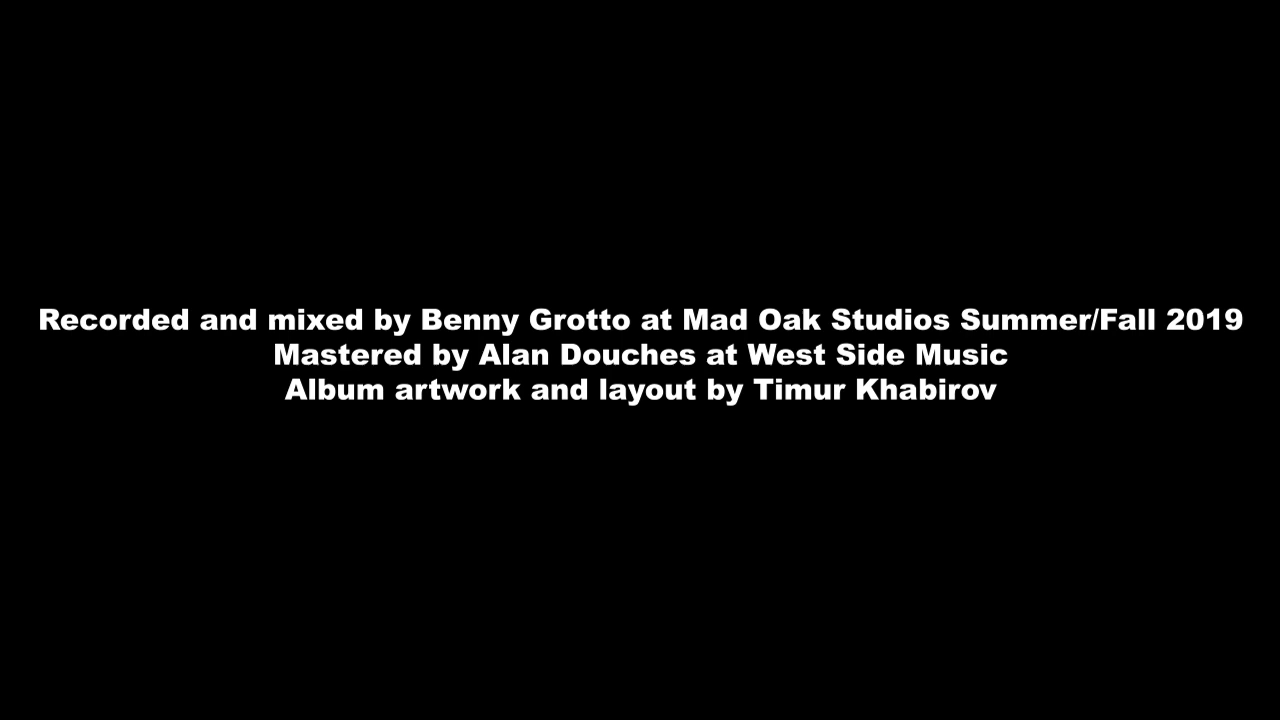 Recorded and mixed by Benny Grotto at Mad Oak Studios Summer/Fall 2019
Mastered by Alan Douches at West Side Music
Album artwork and layout by Timur Khabirov